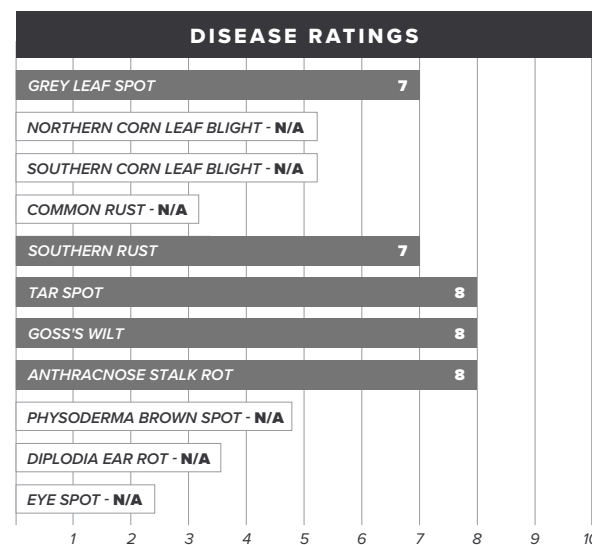 DISEASE RATINGS
GREY LEAF SPOT 7
NORTHERN CORN LEAF BLIGHT - N/A
SOUTHERN CORN LEAF BLIGHT - N/A
COMMON RUST - N/A
SOUTHERN RUST 7
TAR SPOT 8
GOSS'S WILT 8
ANTHRACNOSE STALK ROT 8
PHYSODERMA BROWN SPOT - N/A
DIPLODIA EAR ROT - N/A
EYE SPOT - N/A
1 2 3 4 5 6 7 8 9 10